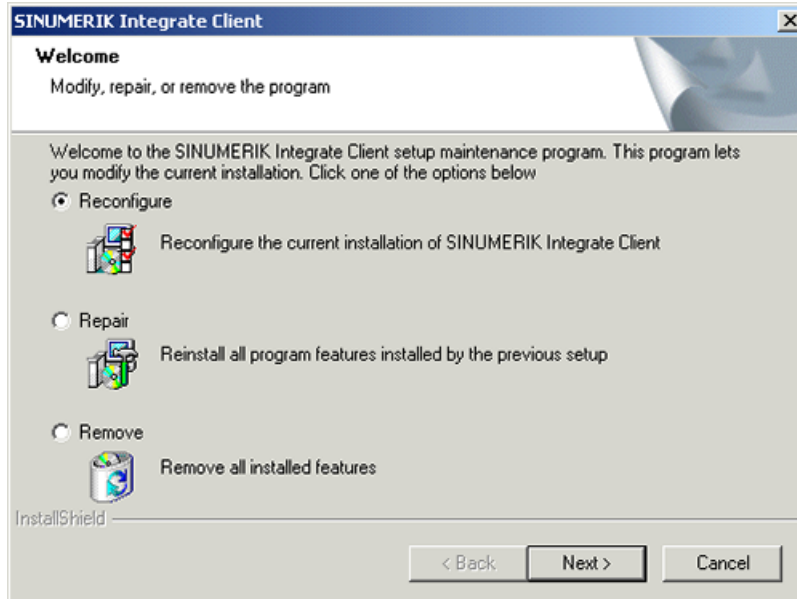 SINUMERIK Integrate Client
Welcome
Modify, repair, or remove the program
Welcome to the SINUMERIK Integrate Client setup maintenance program. This program lets
you modify the current installation. Click one of the options below
Reconfigure
Reconfigure the current installation of SINUMERIK Integrate Client
Repair
Reinstall all program features installed by the previous setup
Remove
Remove all installed features
InstallShield
< Back Next > Cancel